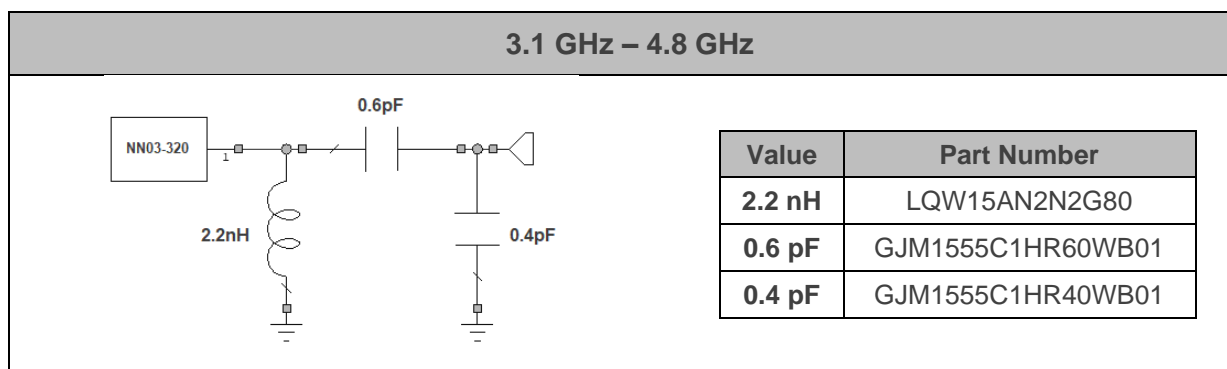 3.1 GHz – 4.8 GHz
0.6pF
NN03-320
1
2.2nH
0.4pF
Value Part Number
2.2 nH LQW15AN2N2G80
0.6 pF GJM1555C1HR60WB01
0.4 pF GJM1555C1HR40WB01